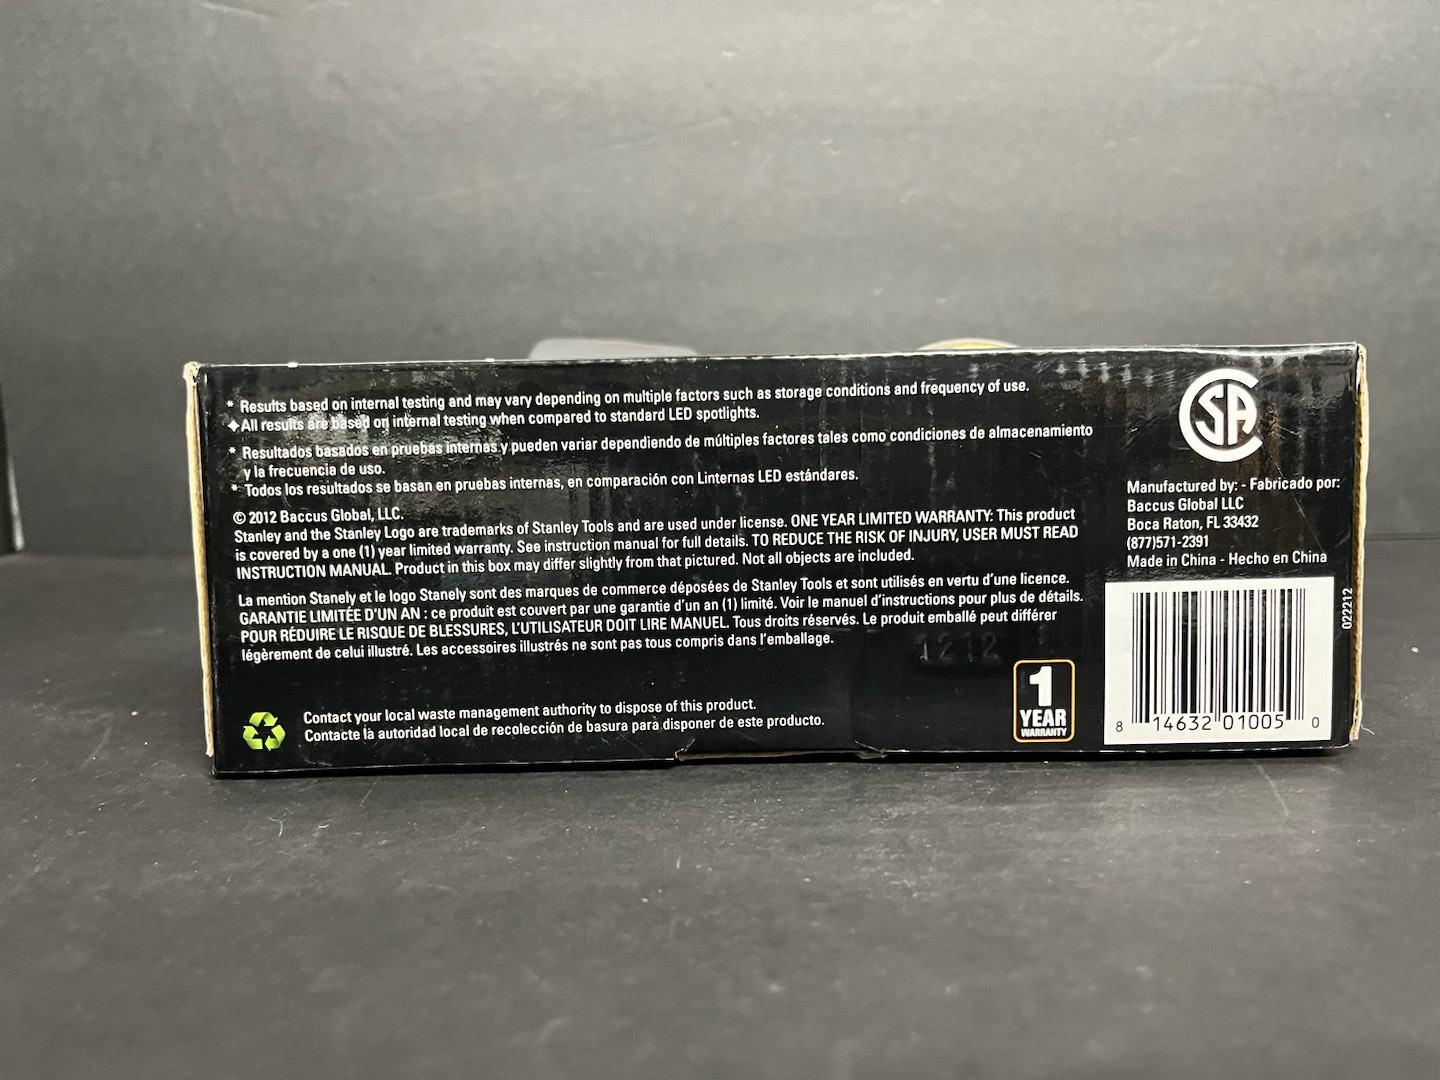 * Results based on internal testing and may vary depending on multiple factors such as storage conditions and frequency of use.
✦All results are based on internal testing when compared to standard LED spotlights.
* Resultados basados en pruebas internas y pueden variar dependiendo de múltiples factores tales como condiciones de almacenamiento
y la frecuencia de uso.
* Todos los resultados se basan en pruebas internas, en comparación con Linternas LED estándares.
© 2012 Baccus Global, LLC.
Stanley and the Stanley Logo are trademarks of Stanley Tools and are used under license. ONE YEAR LIMITED WARRANTY: This product
is covered by a one (1) year limited warranty. See instruction manual for full details. TO REDUCE THE RISK OF INJURY, USER MUST READ
INSTRUCTION MANUAL. Product in this box may differ slightly from that pictured. Not all objects are included.
La mention Stanely et le logo Stanely sont des marques de commerce déposées de Stanley Tools et sont utilisés en vertu d'une licence.
GARANTIE LIMITÉE D'UN AN : ce produit est couvert par une garantie d'un an (1) limité. Voir le manuel d'instructions pour plus de détails.
POUR RÉDUIRE LE RISQUE DE BLESSURES, L'UTILISATEUR DOIT LIRE MANUEL. Tous droits réservés. Le produit emballé peut différer
légèrement de celui illustré. Les accessoires illustrés ne sont pas tous compris dans l'emballage.
1212
Contact your local waste management authority to dispose of this product.
Contacte la autoridad local de recolección de basura para disponer de este producto.
1
YEAR
WARRANTY
CSA
Manufactured by: - Fabricado por:
Baccus Global LLC
Boca Raton, FL 33432
(877)571-2391
Made in China - Hecho en China
022212
8 14632 01005 0